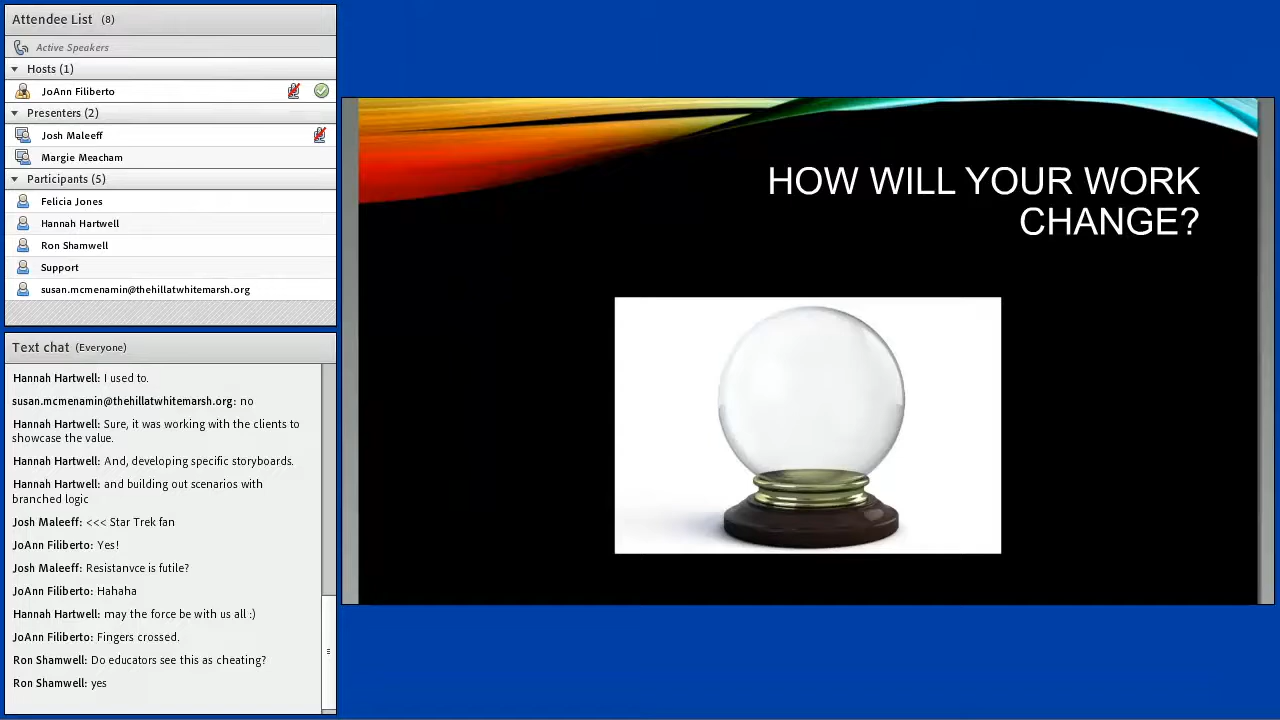 Attendee List (8)
Active Speakers
Hosts (1)
JoAnn Filiberto
Presenters (2)
Josh Maleeff
Margie Meacham
Participants (5)
Felicia Jones
Hannah Hartwell
Ron Shamwell
Support
susan.mcmenamin@thehillatwhitemarsh.org
Text chat (Everyone)
Hannah Hartwell: I used to.
susan.mcmenamin@thehillatwhitemarsh.org: no
Hannah Hartwell: Sure, it was working with the clients to
showcase the value.
Hannah Hartwell: And, developing specific storyboards.
Hannah Hartwell: and building out scenarios with
branched logic
Josh Maleeff: <<< Star Trek fan
JoAnn Filiberto: Yes!
Josh Maleeff: Resistanvce is futile?
JoAnn Filiberto: Hahaha
Hannah Hartwell: may the force be with us all :)
JoAnn Filiberto: Fingers crossed.
Ron Shamwell: Do educators see this as cheating?
Ron Shamwell: yes
HOW WILL YOUR WORK
CHANGE?